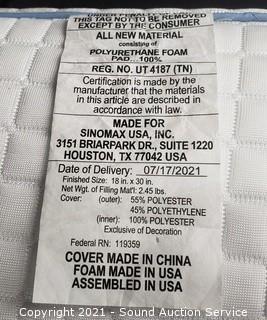 UNDER PENALTY OF LAW
THIS TAG NOT TO BE REMOVED
EXCEPT BY THE CONSUMER
ALL NEW MATERIAL
consisting of
POLYURETHANE FOAM
PAD...100%
REG. NO. UT 4187 (TN)
Certification is made by the
manufacturer that the materials
in this article are described in
accordance with law.
MADE FOR
SINOMAX USA, INC.
3151 BRIARPARK DR., SUITE 1220
HOUSTON, TX 77042 USA
Date of Delivery: 07/17/2021
Finished Size: 18 in. x 30 in.
Net Wgt. of Filling Mat'l: 2.45 lbs.
Cover: (outer): 55% POLYESTER
45% POLYETHYLENE
(inner): 100% POLYESTER
Exclusive of Decoration
Federal RN: 119359
COVER MADE IN CHINA
FOAM MADE IN USA
ASSEMBLED IN USA
Copyright 2021 - Sound Auction Service